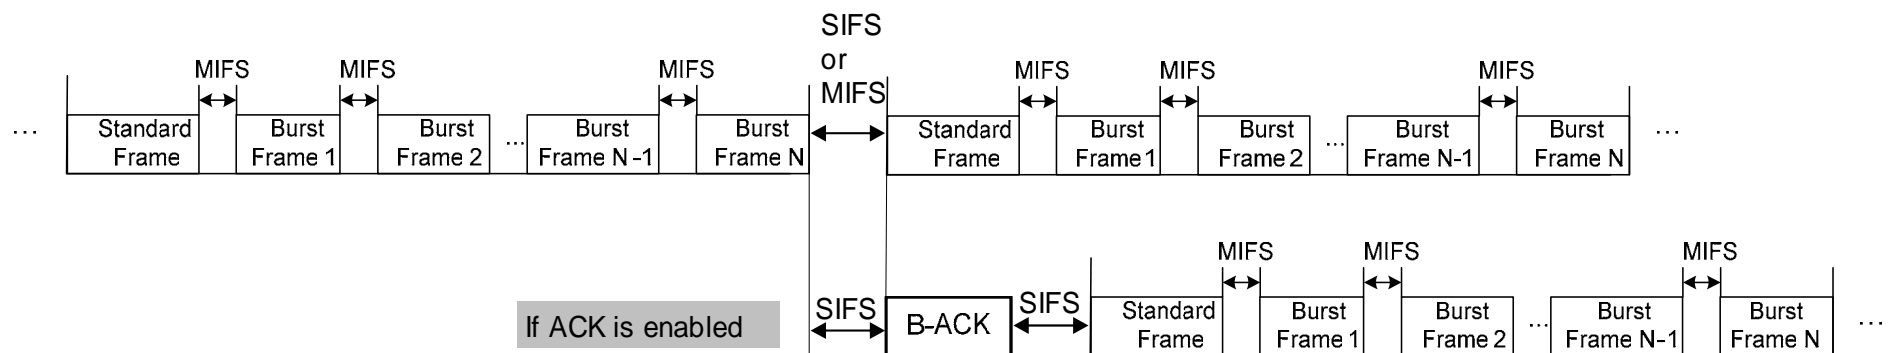 SIFS
or
MIFS
MIFS MIFS MIFS MIFS MIFS MIFS
... Standard Frame Burst Frame 1 Burst Frame 2 ... Burst Frame N-1 Burst Frame N Standard Frame Burst Frame 1 Burst Frame 2 ... Burst Frame N-1 Burst Frame N ...
MIFS MIFS MIFS
If ACK is enabled SIFS B-ACK SIFS Standard Frame Burst Frame 1 Burst Frame 2 ... Burst Frame N-1 Burst Frame N ...